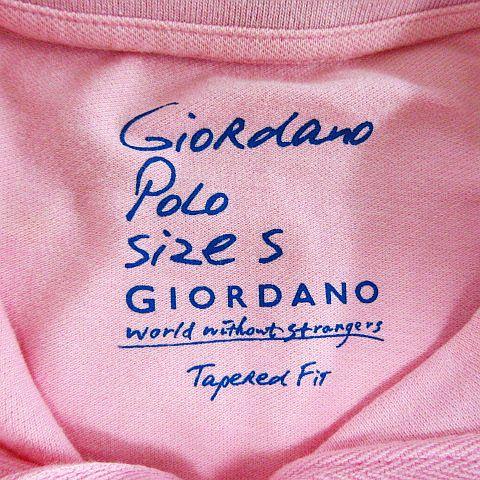 GioRdano
Polo
size s
GIORDANO
world without strangers
Tapered Fit